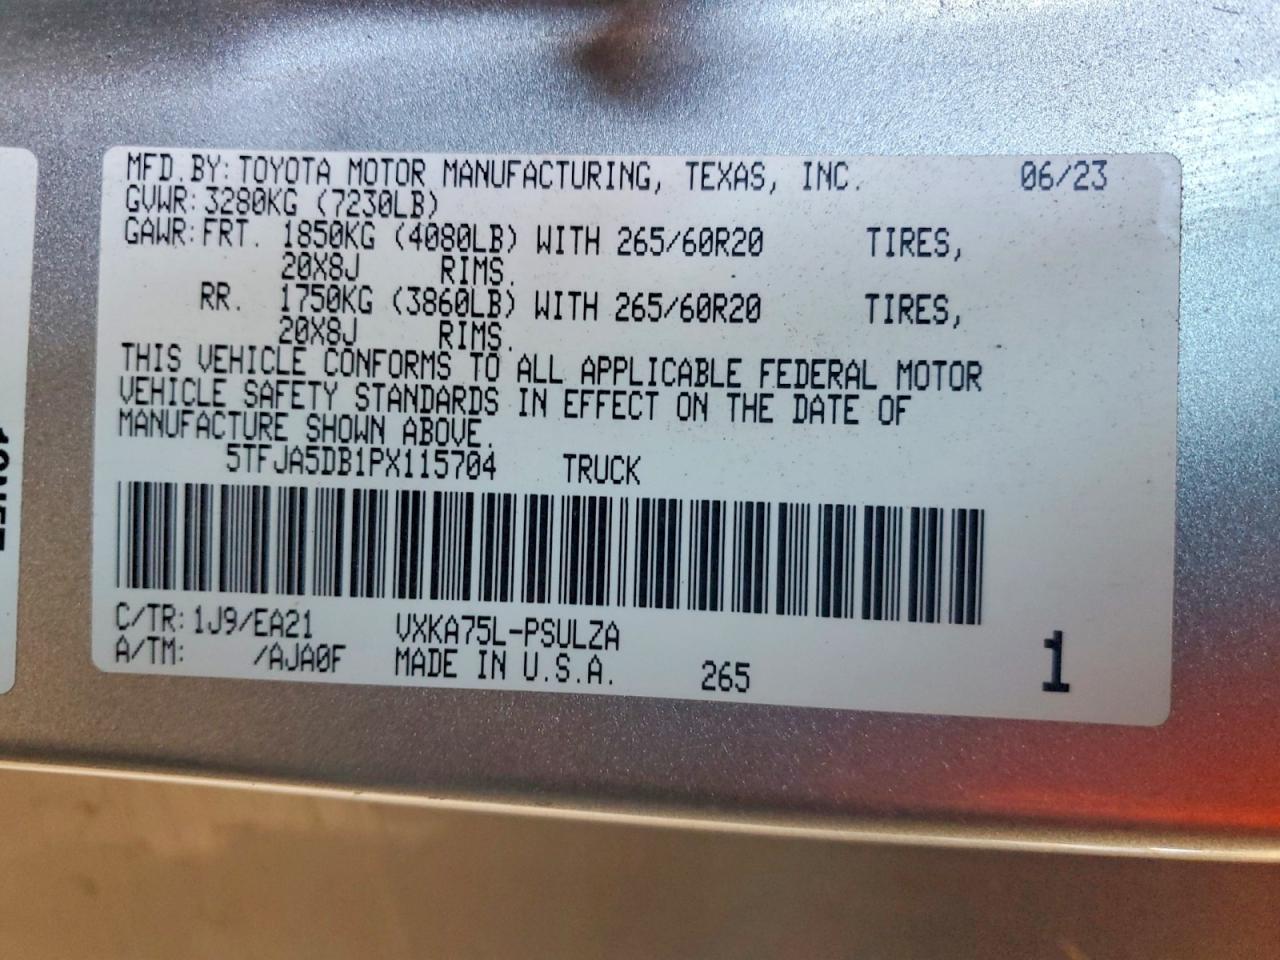 MFD.BY: TOYOTA MOTOR MANUFACTURING, TEXAS, INC. 06/23
GVWR: 3280KG (7230LB)
GAWR: FRT. 1850KG (4080LB) WITH 265/60R20 TIRES,
20X8J RIMS.
RR. 1750KG (3860LB) WITH 265/60R20 TIRES,
20X8J RIMS.
THIS VEHICLE CONFORMS TO ALL APPLICABLE FEDERAL MOTOR
VEHICLE SAFETY STANDARDS IN EFFECT ON THE DATE OF
MANUFACTURE SHOWN ABOVE.
5TFJA5DB1PX115704 TRUCK
C/TR: 1J9/EA21 VXKA75L-PSULZA
A/TM: /AJA0F MADE IN U.S.A. 265 1